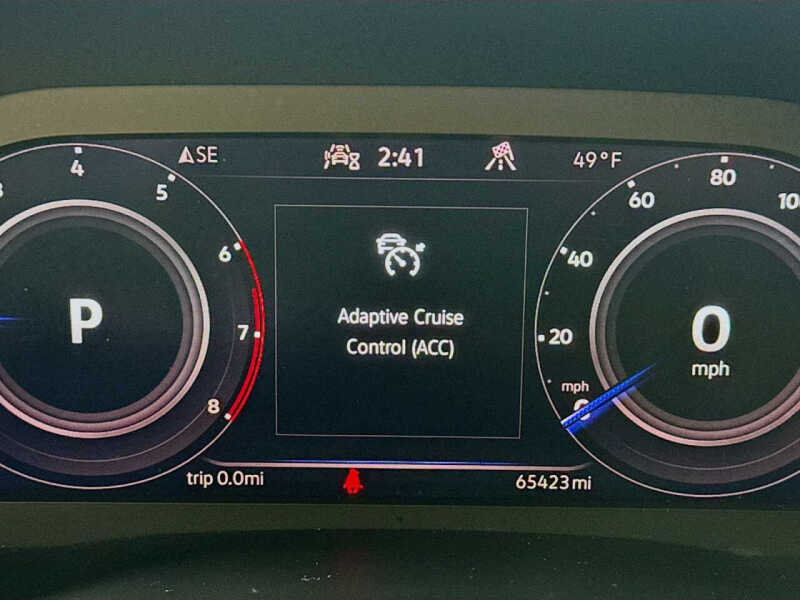 SE
2:41
49°F
4
5
6
7
8
P
Adaptive Cruise
Control (ACC)
20
40
60
80
mph
0
mph
trip 0.0mi
65423mi